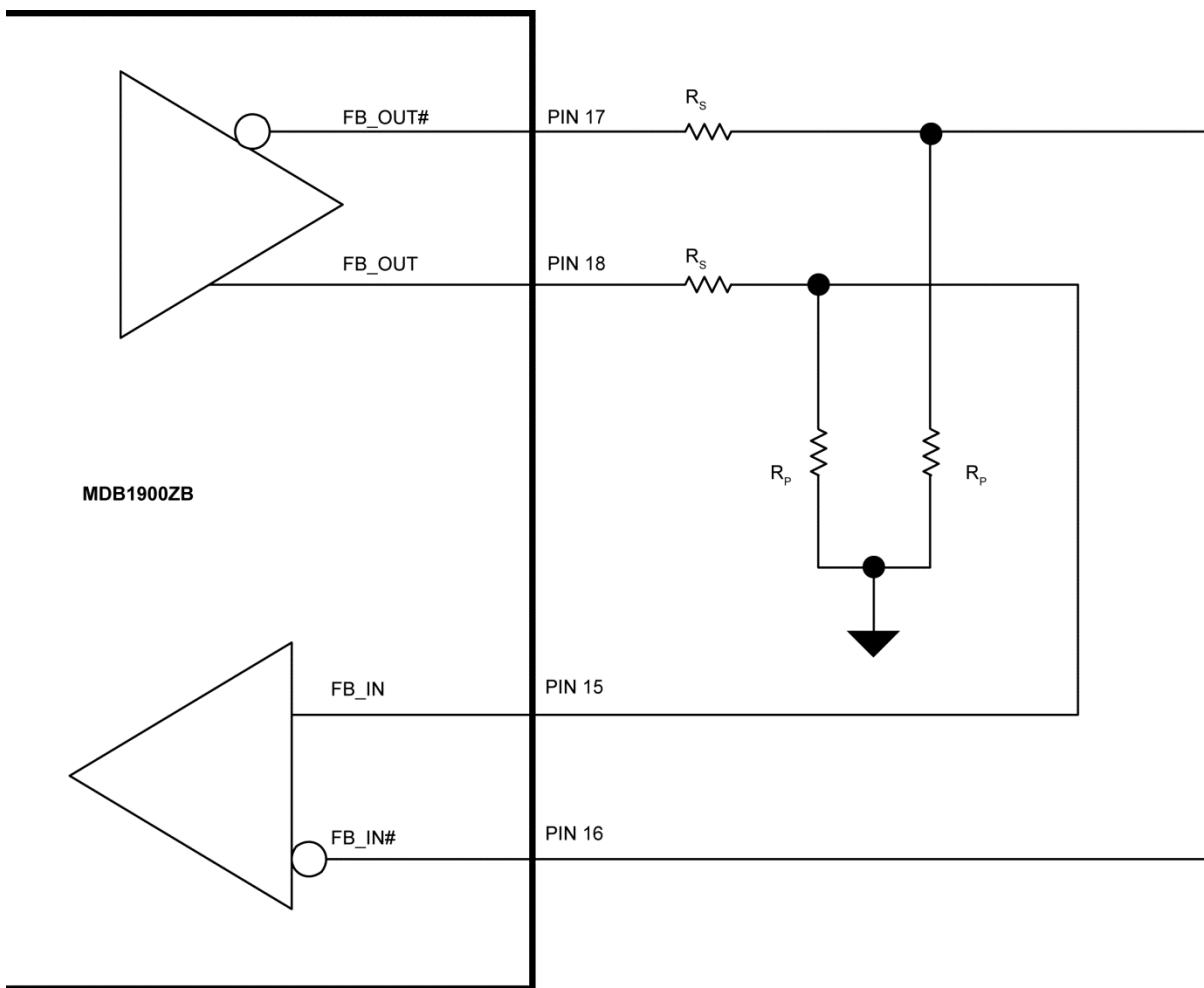 FB_OUT# PIN 17 R_S
FB_OUT PIN 18 R_S
R_P R_P
MDB1900ZB
FB_IN PIN 15
FB_IN# PIN 16